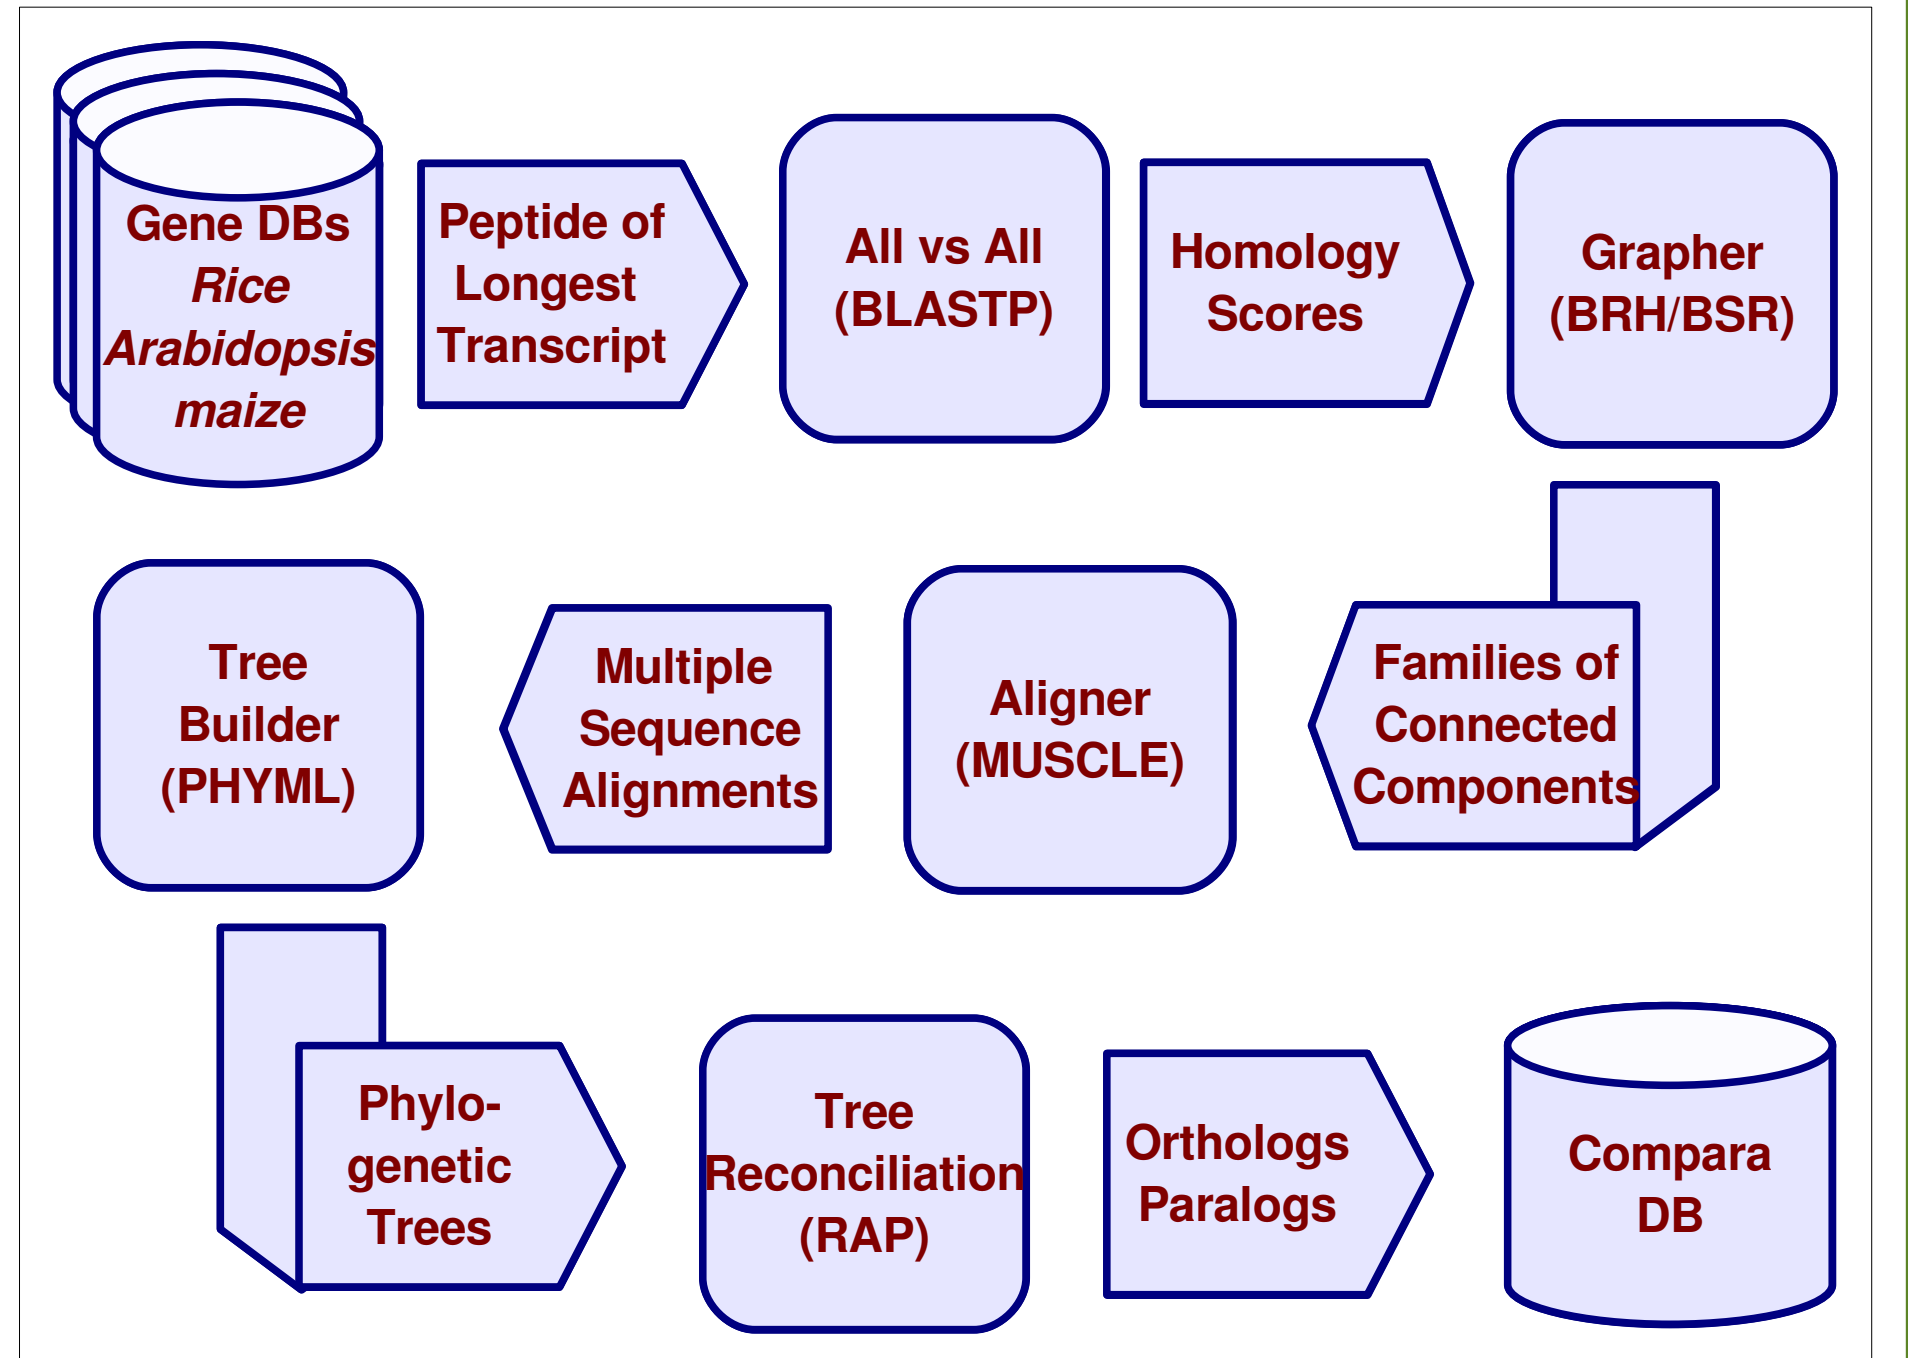 Gene DBs
Rice
Arabidopsis
maize
Peptide of
Longest
Transcript
All vs All
(BLASTP)
Homology
Scores
Grapher
(BRH/BSR)
Families of
Connected
Components
Aligner
(MUSCLE)
Multiple
Sequence
Alignments
Tree
Builder
(PHYML)
Phylo-
genetic
Trees
Tree
Reconciliation
(RAP)
Orthologs
Paralogs
Compara
DB